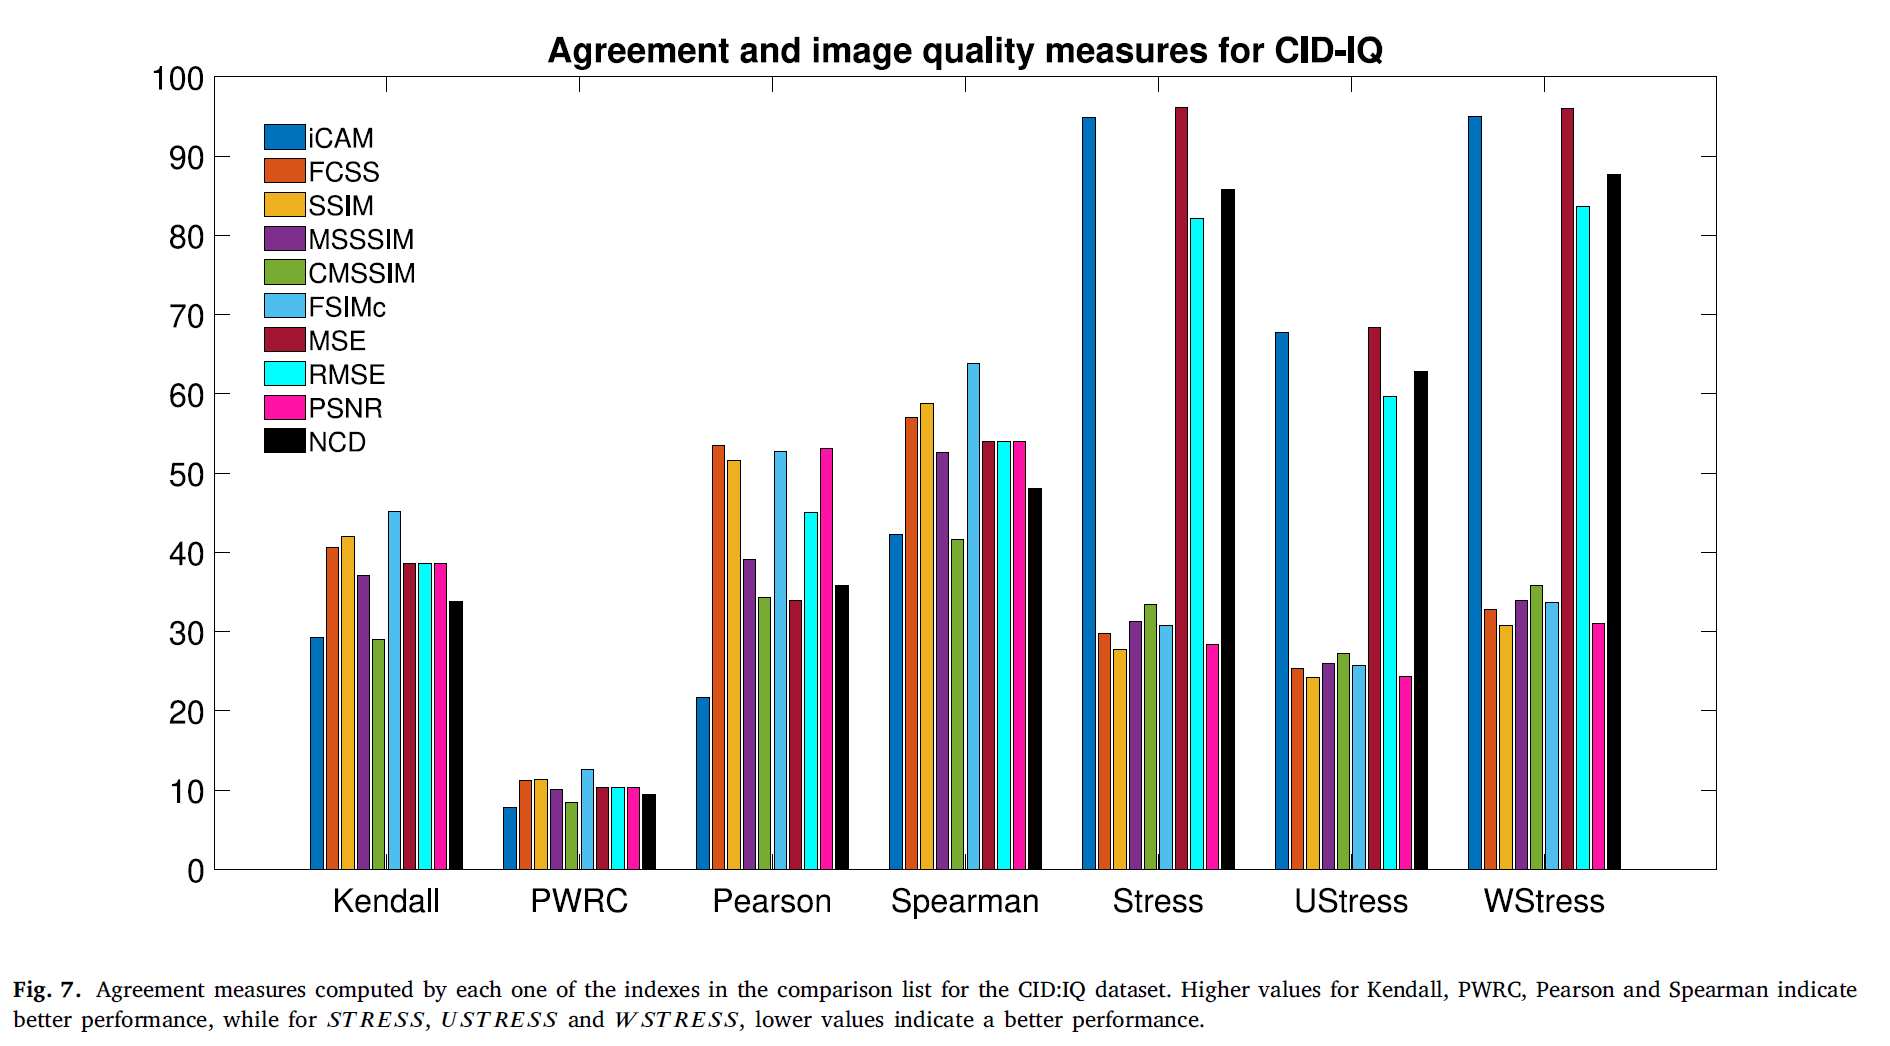 Agreement and image quality measures for CID-IQ
100
90
80
70
60
50
40
30
20
10
0
iCAM
FCSS
SSIM
MSSSIM
CMSSIM
FSIMc
MSE
RMSE
PSNR
NCD
Kendall PWRC Pearson Spearman Stress UStress WStress
Fig. 7. Agreement measures computed by each one of the indexes in the comparison list for the CID:IQ dataset. Higher values for Kendall, PWRC, Pearson and Spearman indicate
better performance, while for STRESS, USTRESS and WSTRESS, lower values indicate a better performance.